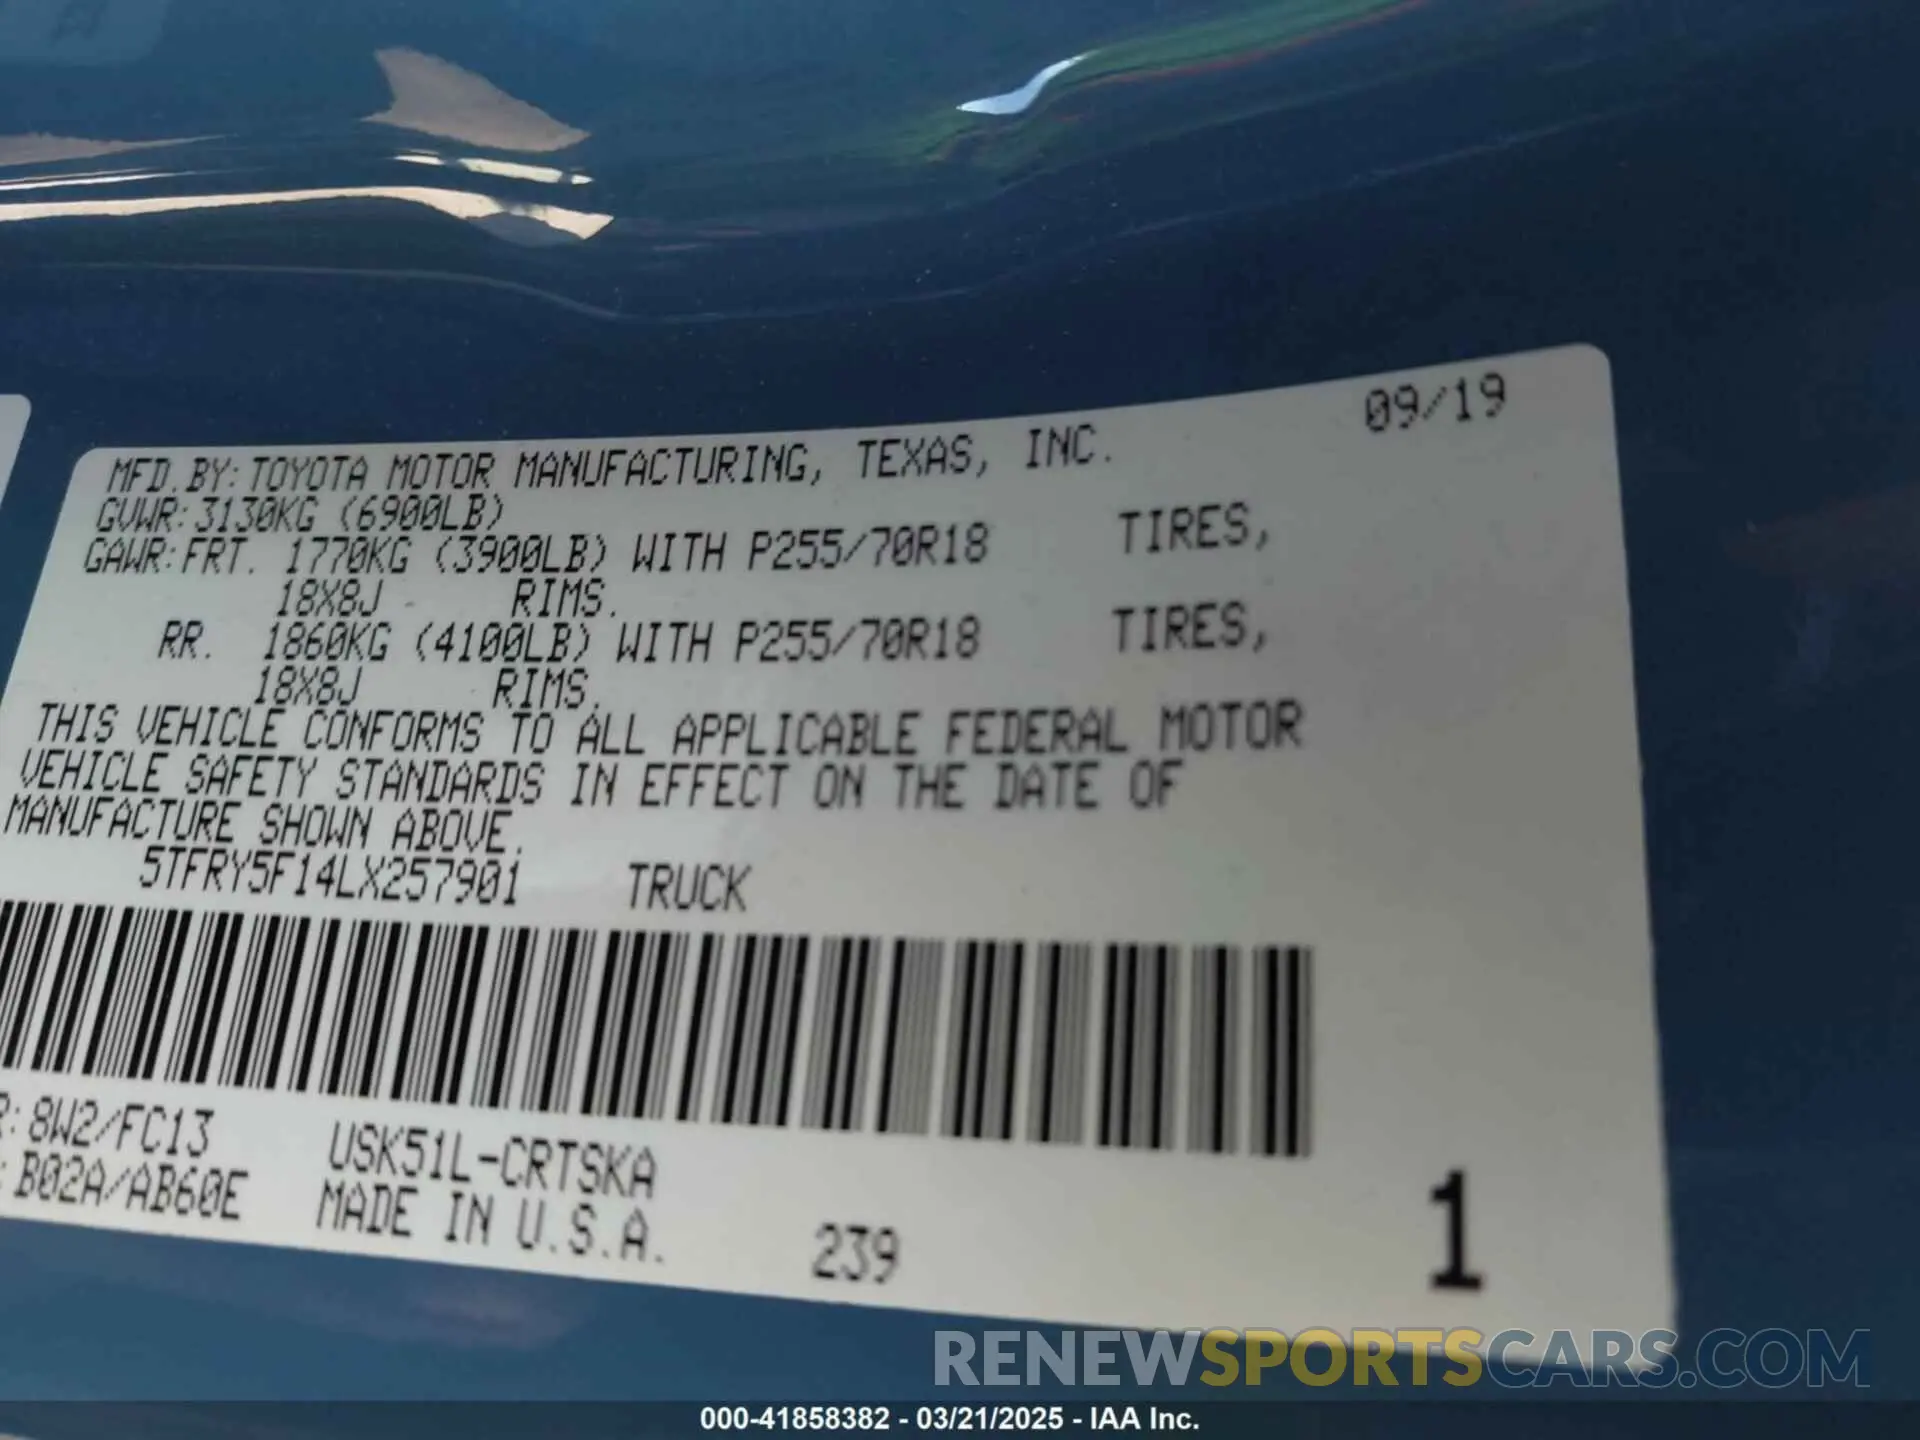 09/19
MFD.BY:TOYOTA MOTOR MANUFACTURING, TEXAS, INC.
GVWR:3130KG (6900LB)
GAWR:FRT. 1770KG (3900LB) WITH P255/70R18 TIRES,
18X8J - RIMS.
RR. 1860KG (4100LB) WITH P255/70R18 TIRES,
18X8J RIMS.
THIS VEHICLE CONFORMS TO ALL APPLICABLE FEDERAL MOTOR
VEHICLE SAFETY STANDARDS IN EFFECT ON THE DATE OF
MANUFACTURE SHOWN ABOVE.
5TFRY5F14LX257901 TRUCK
R:8W2/FC13 USK51L-CRTSKA
:B02A/AB60E MADE IN U.S.A. 239 1
RENEWSPORTSCARS.COM
000-41858382 - 03/21/2025 - IAA Inc.